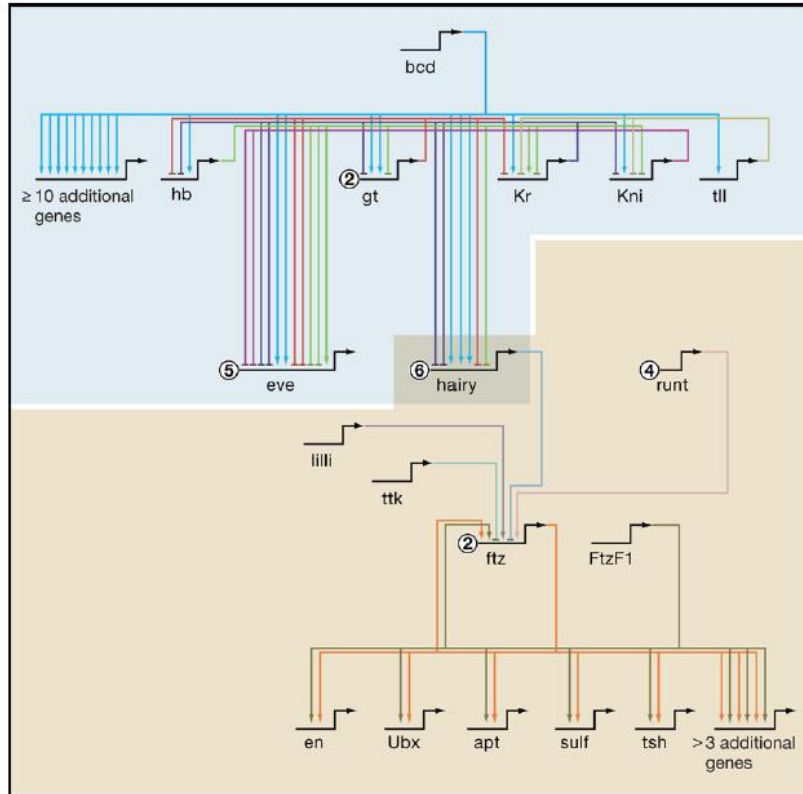 bcd
≥ 10 additional
genes
hb
② gt
Kr
Kni
tll
⑤ eve
⑥ hairy
④ runt
lilli
ttk
② ftz
FtzF1
en
Ubx
apt
sulf
tsh
> 3 additional
genes